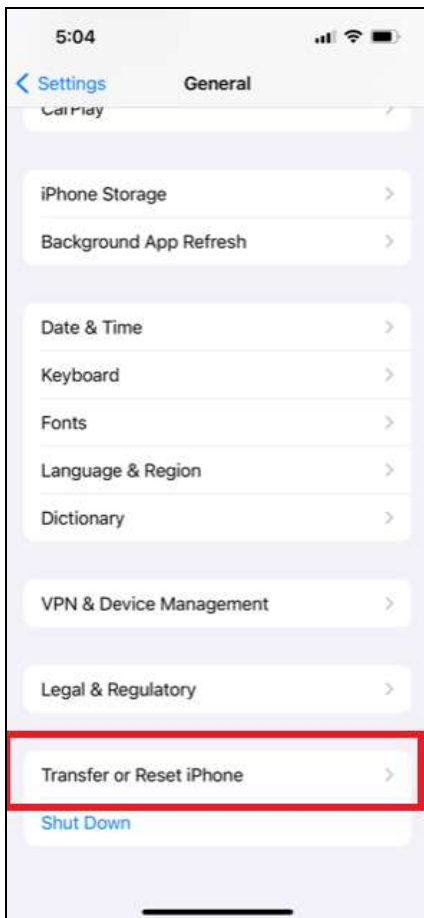 5:04
Settings
General
CarPlay
iPhone Storage
Background App Refresh
Date & Time
Keyboard
Fonts
Language & Region
Dictionary
VPN & Device Management
Legal & Regulatory
Transfer or Reset iPhone
Shut Down